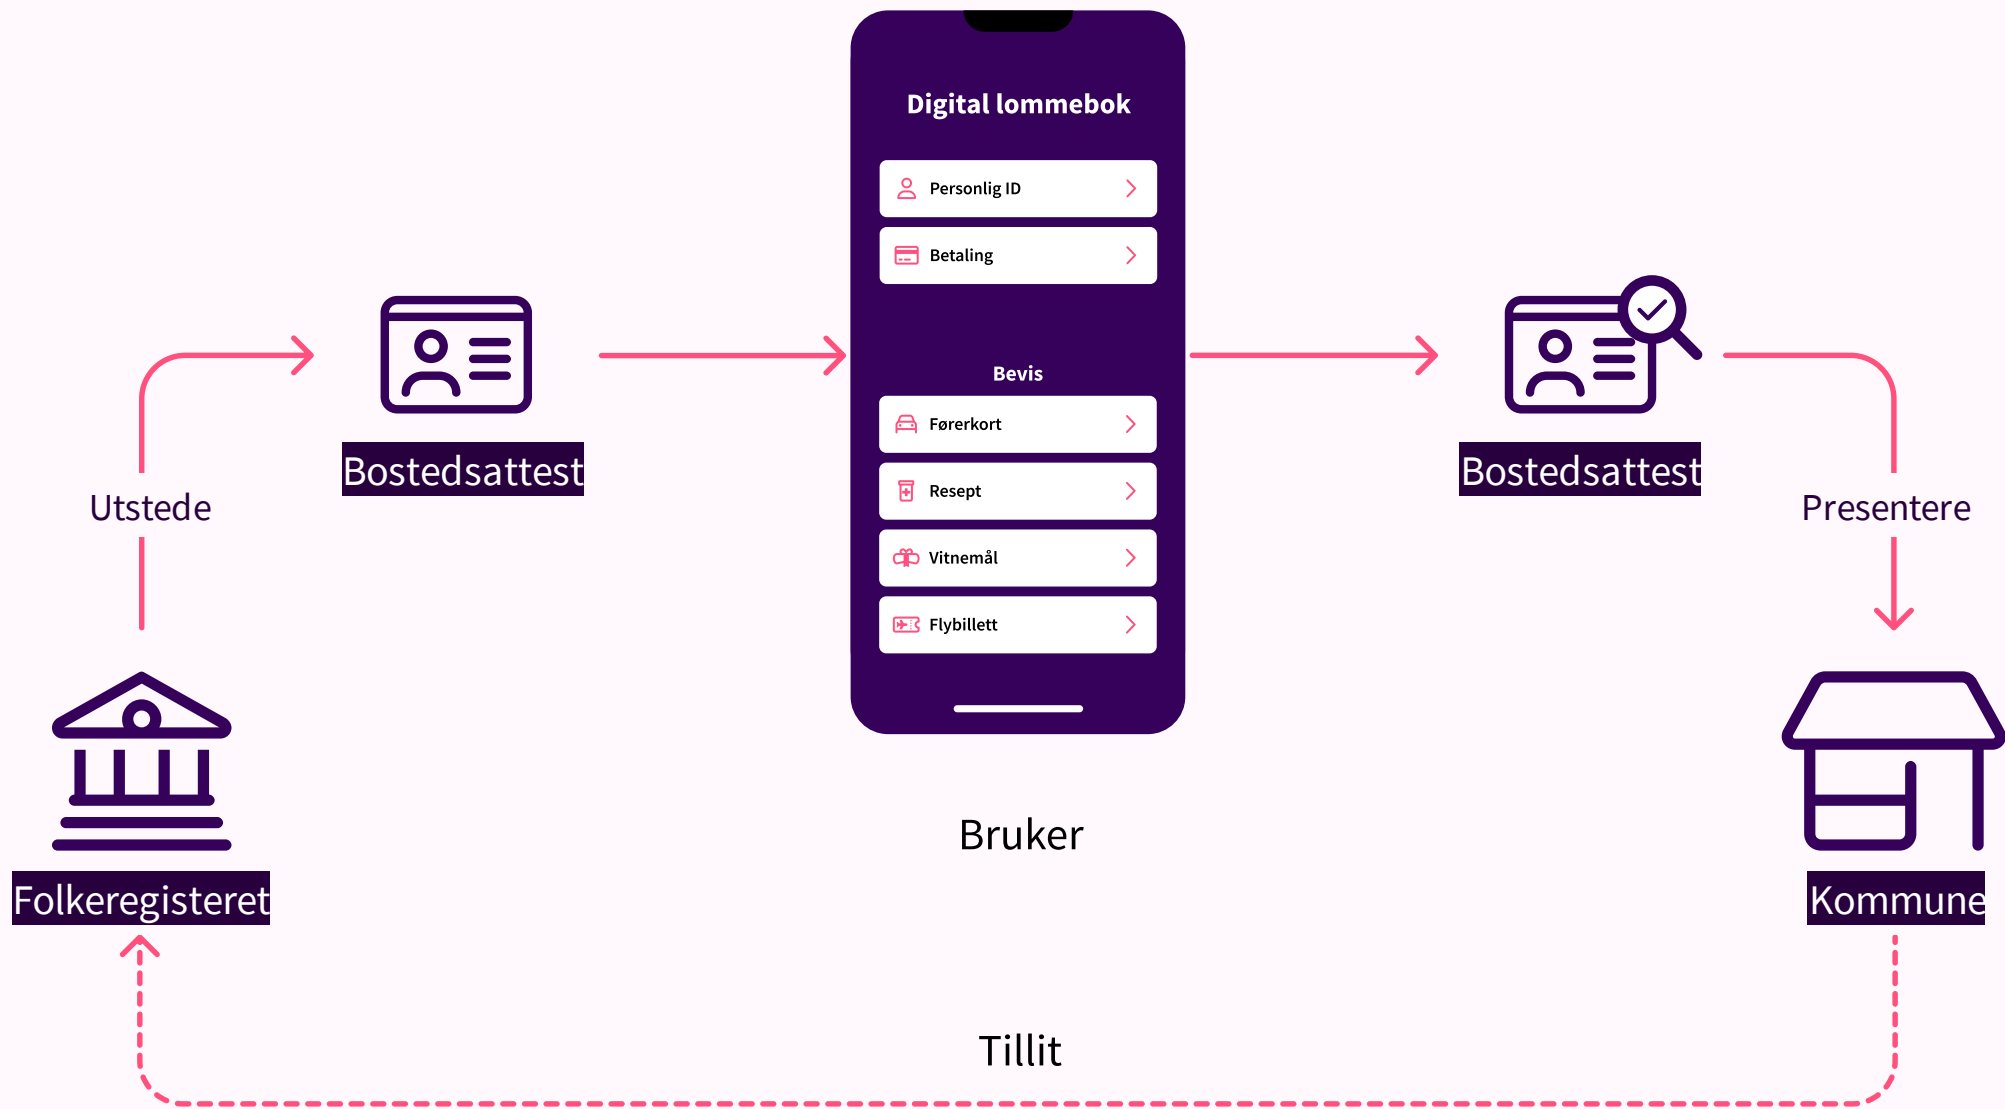 Digital lommebok
Personlig ID
Betaling
Bevis
Førerkort
Resept
Vitnemål
Flybillett
Bostedsattest
Bostedsattest
Utstede
Presentere
Bruker
Folkeregisteret
Kommune
Tillit